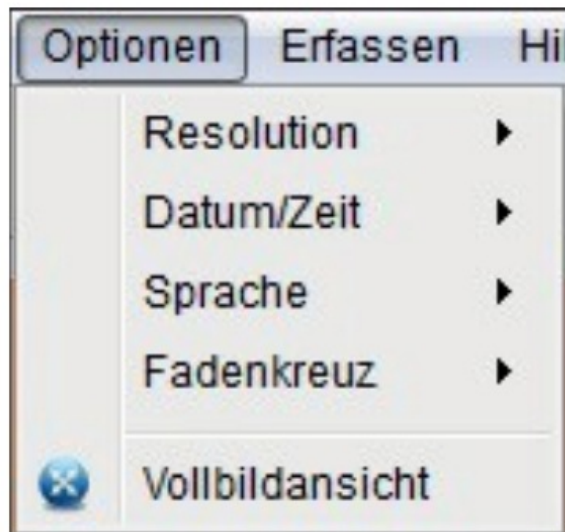 Optionen Erfassen
Resolution
Datum/Zeit
Sprache
Fadenkreuz
Vollbildansicht